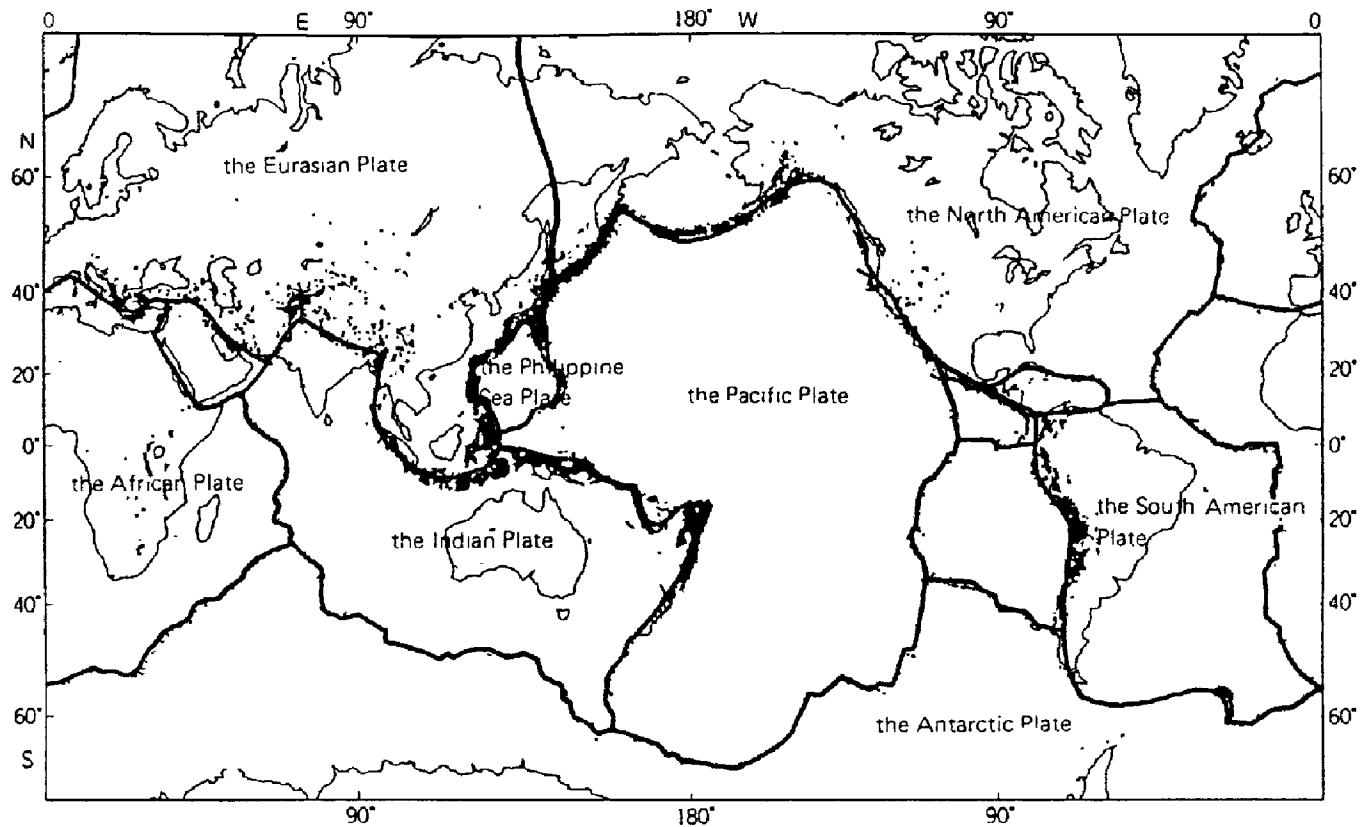 0 E 90° 180° W 90° 0
N
60° 60°
the Eurasian Plate
the North American Plate
40° 40°
20° 20°
the Philippine
Sea Plate
the Pacific Plate
0° 0°
the African Plate
the South American
Plate
20° 20°
the Indian Plate
40° 40°
60° 60°
the Antarctic Plate
S
90° 180° 90°